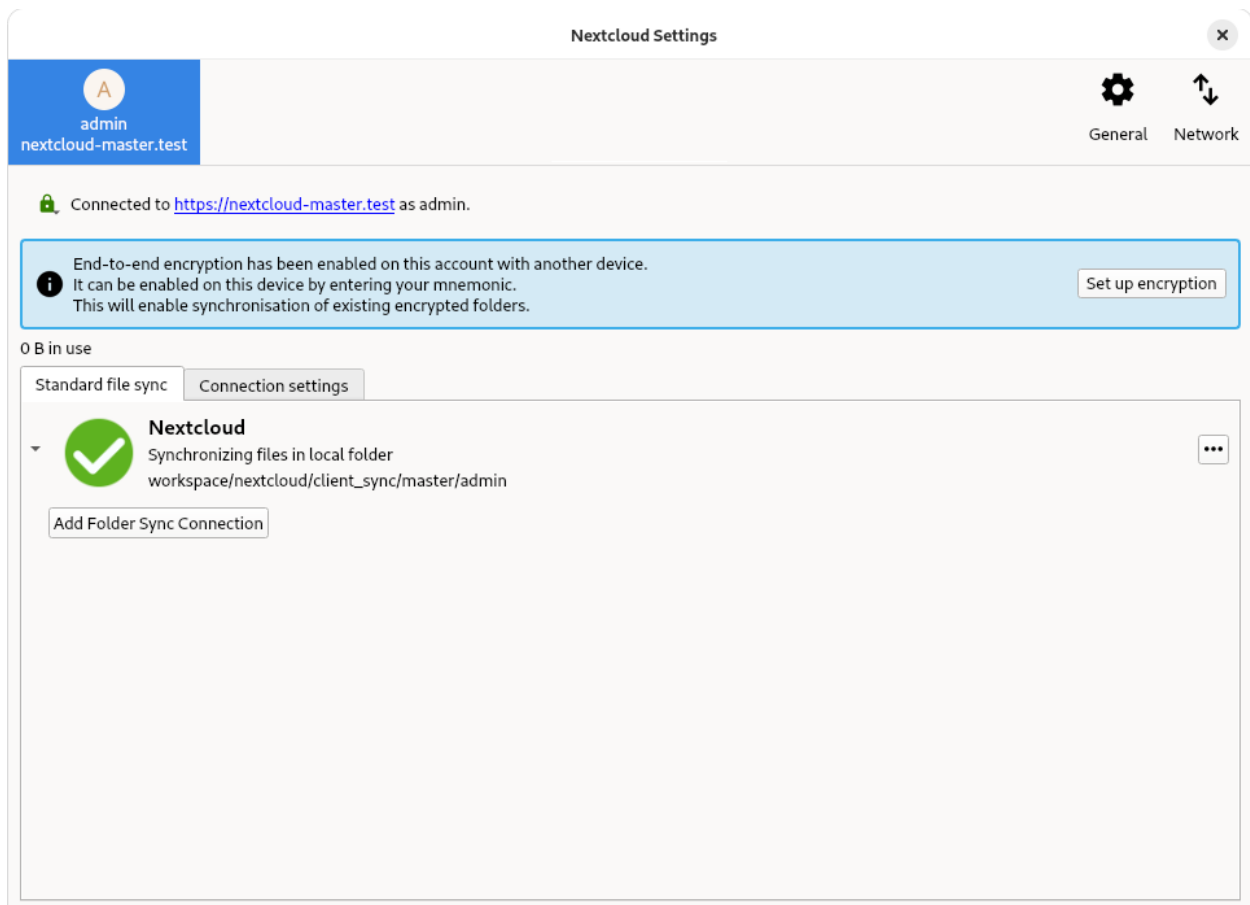 Nextcloud Settings
A
admin
nextcloud-master.test
General
Network
Connected to https://nextcloud-master.test as admin.
End-to-end encryption has been enabled on this account with another device.
It can be enabled on this device by entering your mnemonic.
This will enable synchronisation of existing encrypted folders.
Set up encryption
0 B in use
Standard file sync
Connection settings
Nextcloud
Synchronizing files in local folder
workspace/nextcloud/client_sync/master/admin
Add Folder Sync Connection